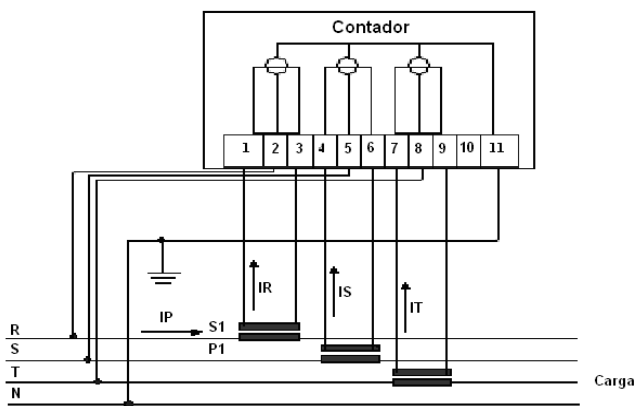 Contador
1 2 3 4 5 6 7 8 9 10 11
IR
IS
IT
IP
S1
P1
R
S
T
N
Carga